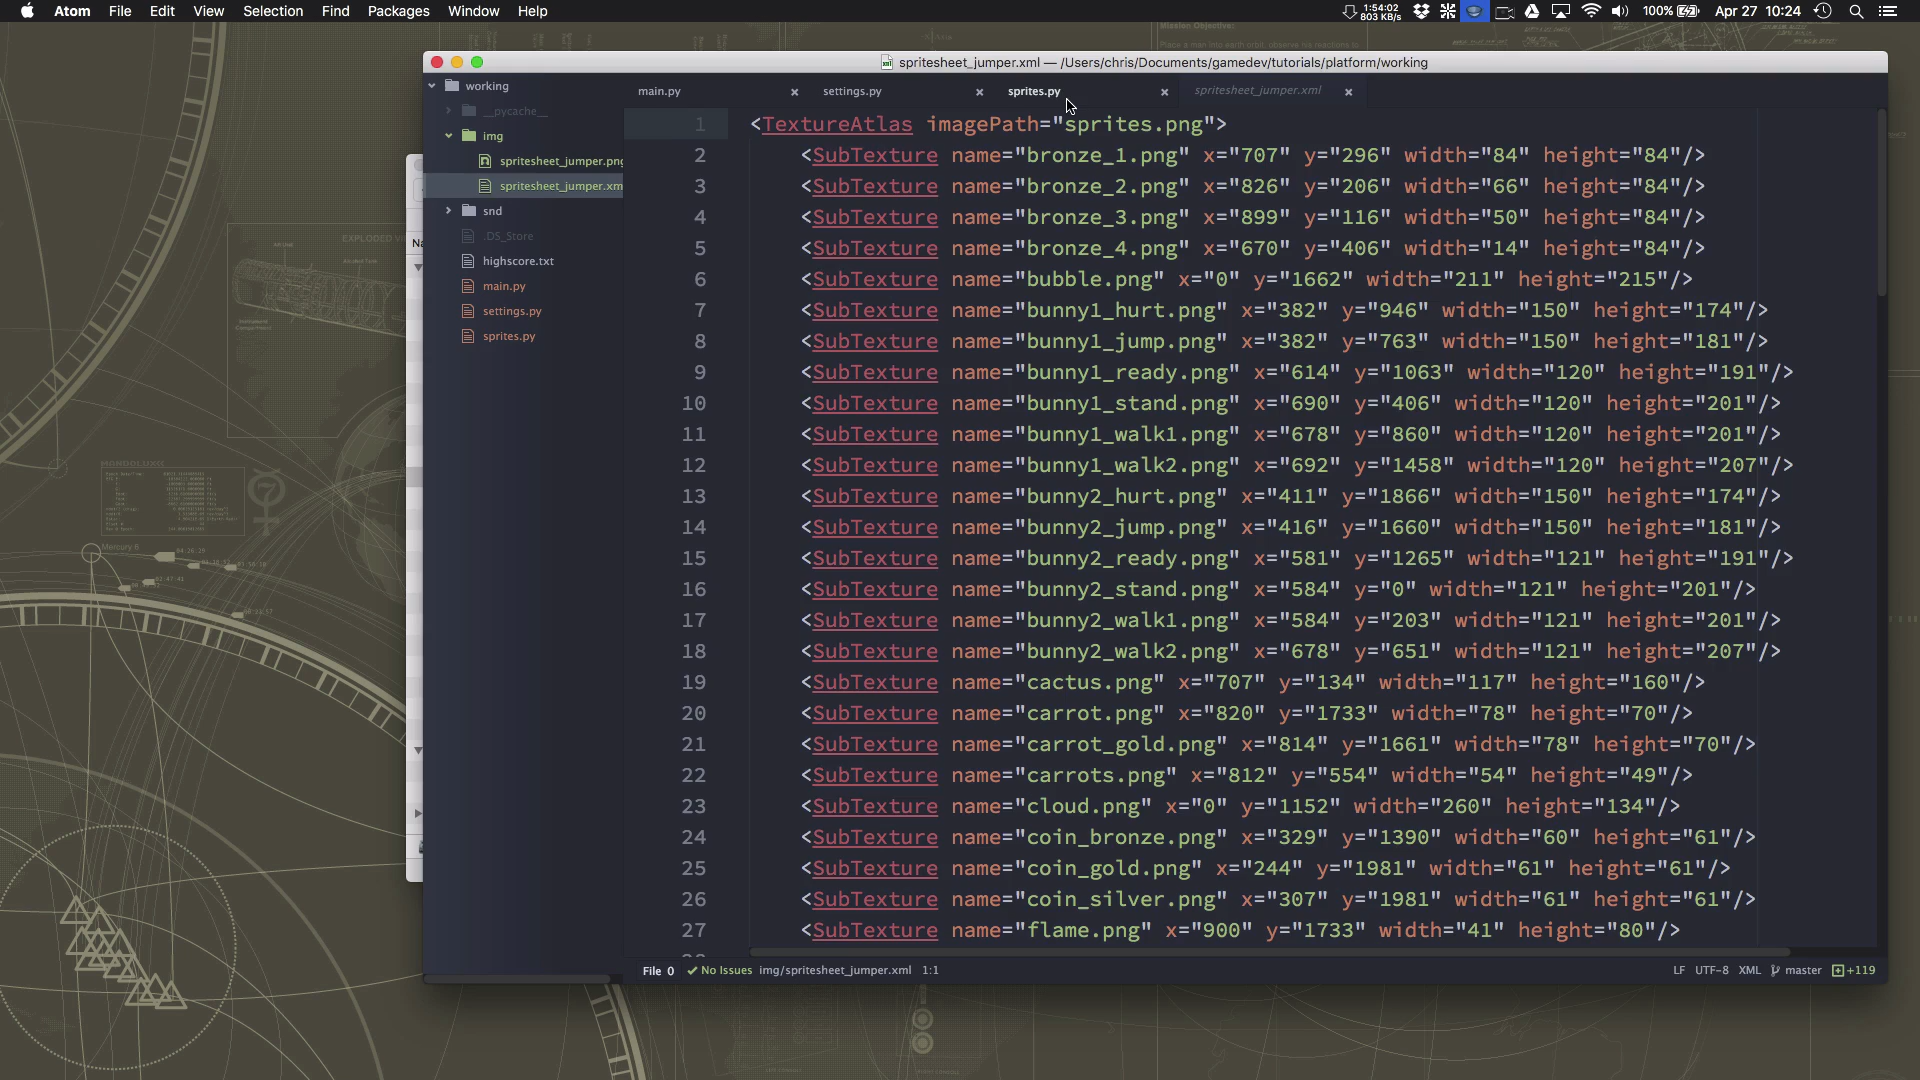 Atom File Edit View Selection Find Packages Window Help
1:54:02
803 KB/s
100%
Apr 27 10:24
spritesheet_jumper.xml — /Users/chris/Documents/gamedev/tutorials/platform/working
working
__pycache__
img
spritesheet_jumper.png
spritesheet_jumper.xm
snd
.DS_Store
highscore.txt
main.py
settings.py
sprites.py
main.py
settings.py
sprites.py
spritesheet_jumper.xml
1 <TextureAtlas imagePath="sprites.png">
2 <SubTexture name="bronze_1.png" x="707" y="296" width="84" height="84"/>
3 <SubTexture name="bronze_2.png" x="826" y="206" width="66" height="84"/>
4 <SubTexture name="bronze_3.png" x="899" y="116" width="50" height="84"/>
5 <SubTexture name="bronze_4.png" x="670" y="406" width="14" height="84"/>
6 <SubTexture name="bubble.png" x="0" y="1662" width="211" height="215"/>
7 <SubTexture name="bunny1_hurt.png" x="382" y="946" width="150" height="174"/>
8 <SubTexture name="bunny1_jump.png" x="382" y="763" width="150" height="181"/>
9 <SubTexture name="bunny1_ready.png" x="614" y="1063" width="120" height="191"/>
10 <SubTexture name="bunny1_stand.png" x="690" y="406" width="120" height="201"/>
11 <SubTexture name="bunny1_walk1.png" x="678" y="860" width="120" height="201"/>
12 <SubTexture name="bunny1_walk2.png" x="692" y="1458" width="120" height="207"/>
13 <SubTexture name="bunny2_hurt.png" x="411" y="1866" width="150" height="174"/>
14 <SubTexture name="bunny2_jump.png" x="416" y="1660" width="150" height="181"/>
15 <SubTexture name="bunny2_ready.png" x="581" y="1265" width="121" height="191"/>
16 <SubTexture name="bunny2_stand.png" x="584" y="0" width="121" height="201"/>
17 <SubTexture name="bunny2_walk1.png" x="584" y="203" width="121" height="201"/>
18 <SubTexture name="bunny2_walk2.png" x="678" y="651" width="121" height="207"/>
19 <SubTexture name="cactus.png" x="707" y="134" width="117" height="160"/>
20 <SubTexture name="carrot.png" x="820" y="1733" width="78" height="70"/>
21 <SubTexture name="carrot_gold.png" x="814" y="1661" width="78" height="70"/>
22 <SubTexture name="carrots.png" x="812" y="554" width="54" height="49"/>
23 <SubTexture name="cloud.png" x="0" y="1152" width="260" height="134"/>
24 <SubTexture name="coin_bronze.png" x="329" y="1390" width="60" height="61"/>
25 <SubTexture name="coin_gold.png" x="244" y="1981" width="61" height="61"/>
26 <SubTexture name="coin_silver.png" x="307" y="1981" width="61" height="61"/>
27 <SubTexture name="flame.png" x="900" y="1733" width="41" height="80"/>
File 0 No Issues img/spritesheet_jumper.xml 1:1
LF UTF-8 XML master +119